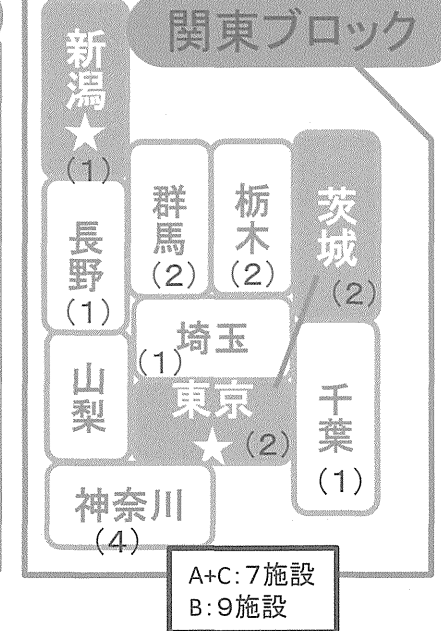 関東ブロック
新潟
★
(1)
長野
(1)
群馬
(2)
栃木
(2)
茨城
(2)
埼玉
(1)
山梨
東京
★
(2)
千葉
(1)
神奈川
(4)
A+C:7施設
B:9施設